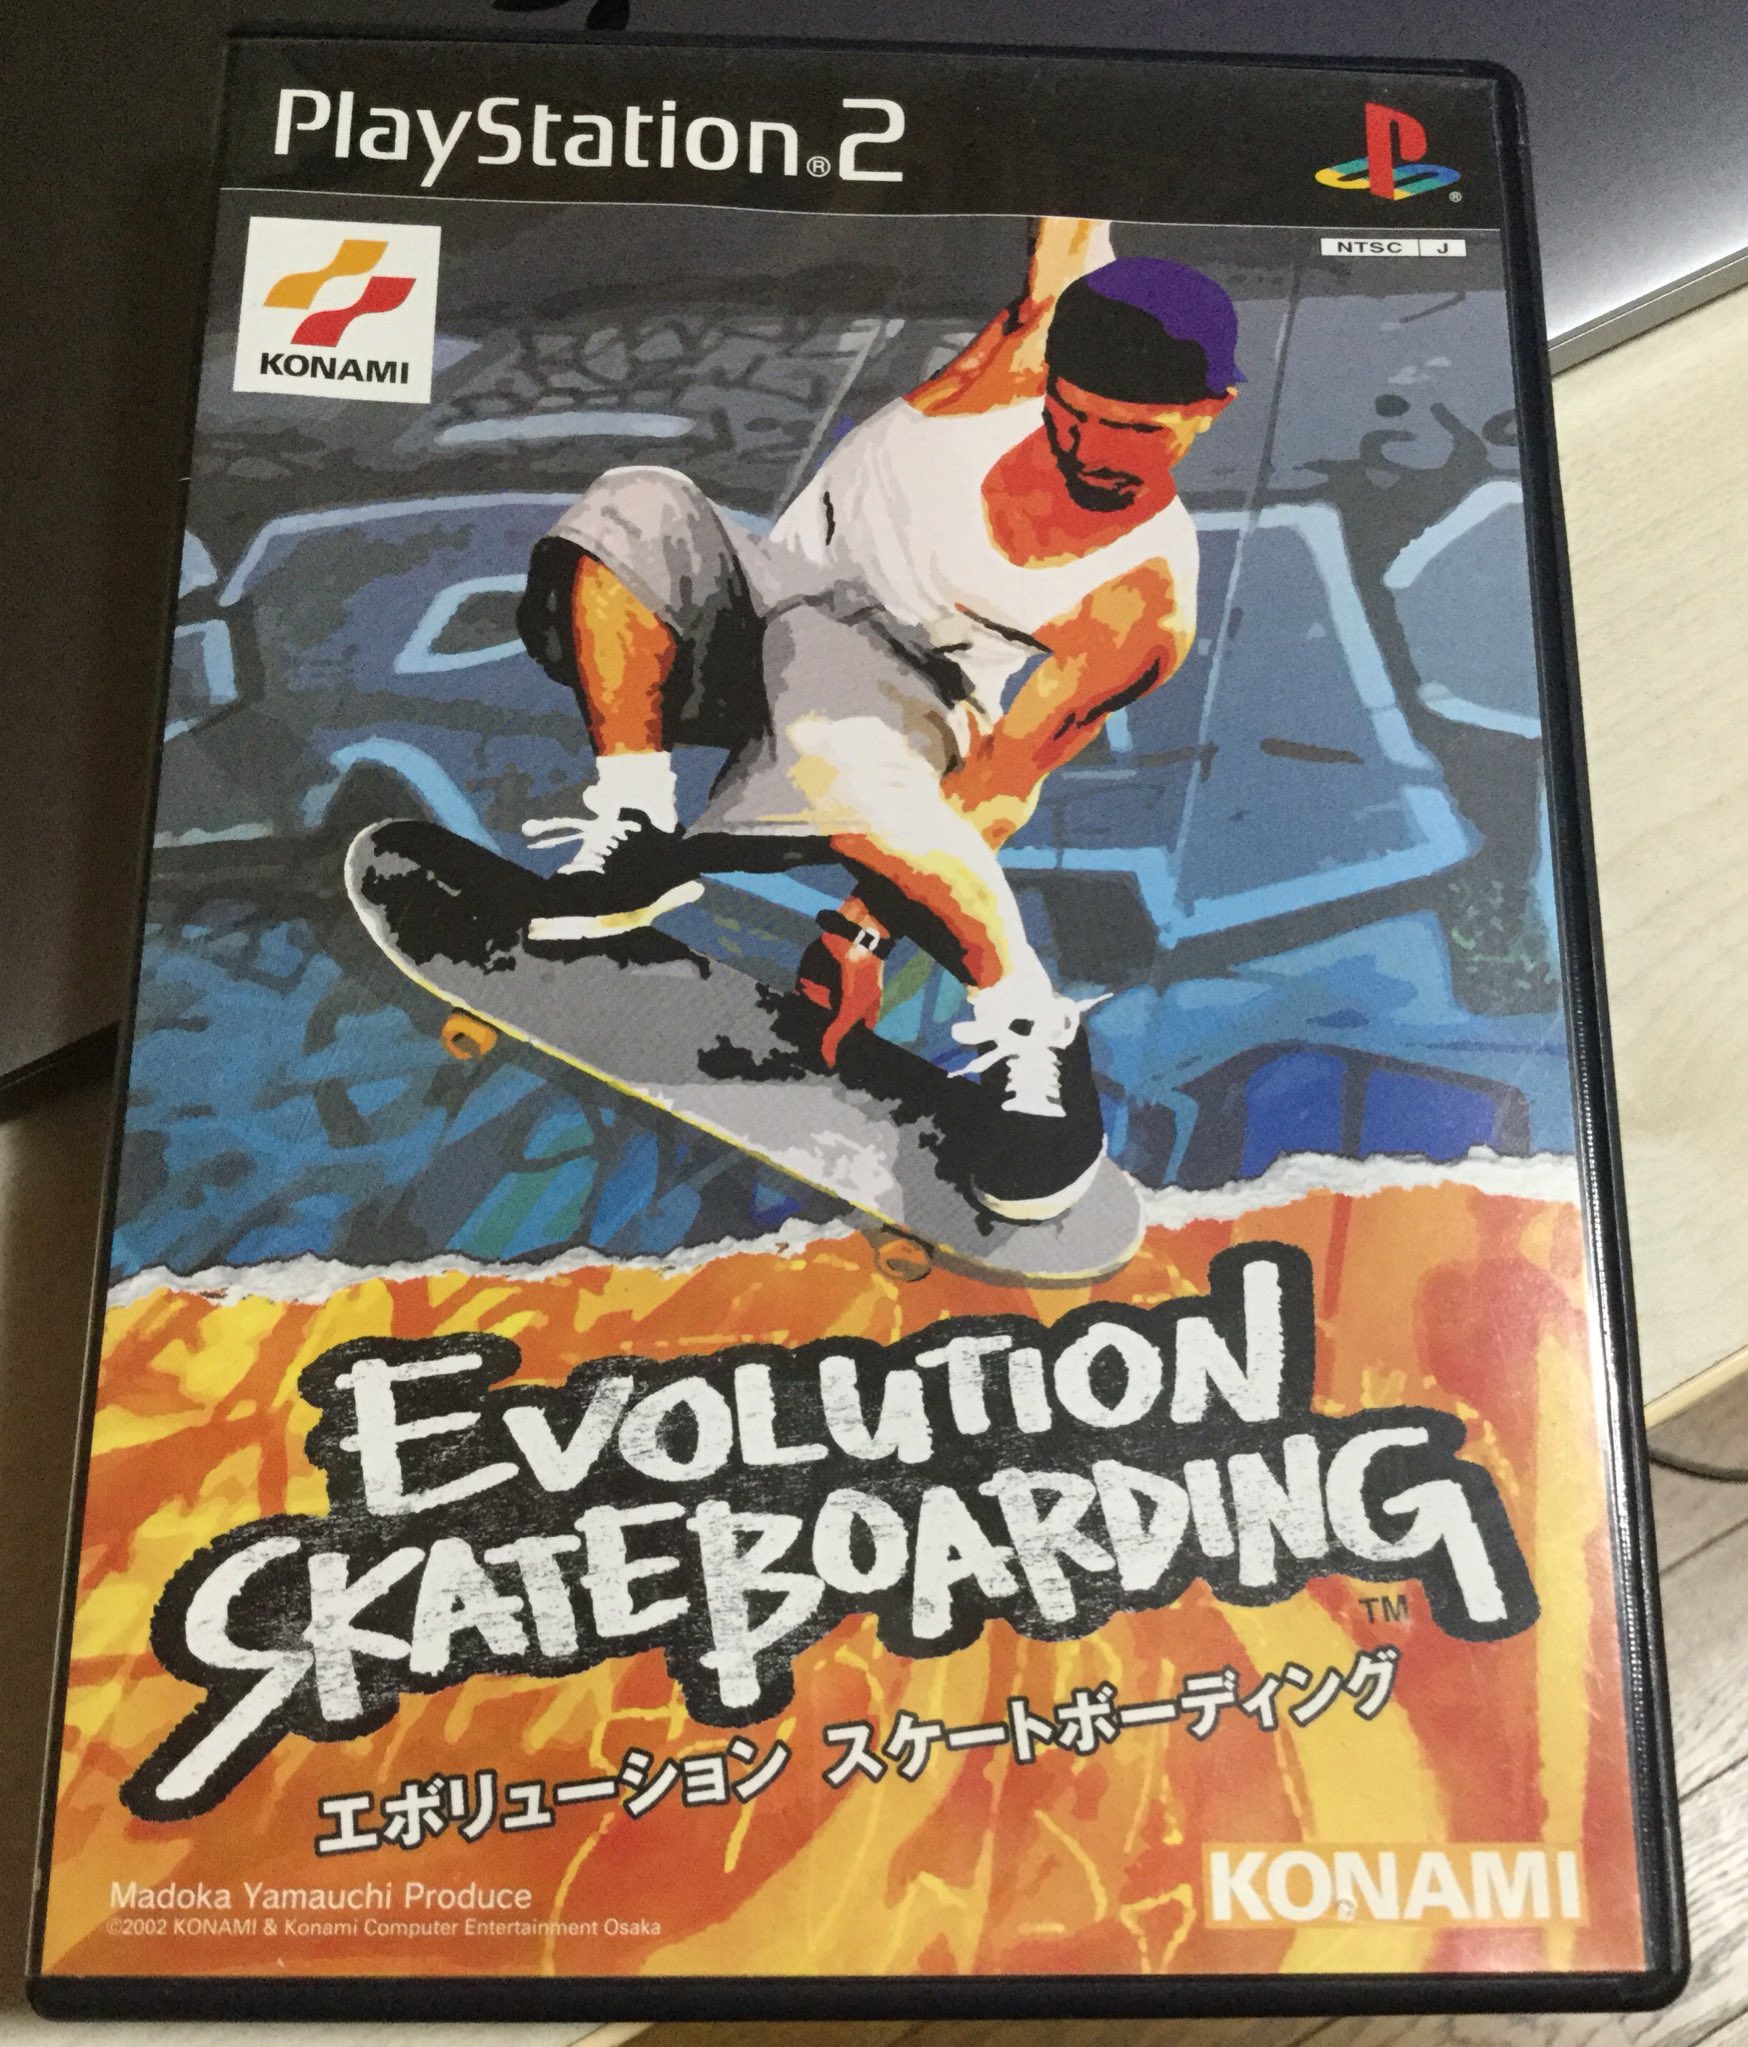 PlayStation®2
NTSC J
KONAMI
EVOLUTION
SKATEBOARDING
TM
エボリューション スケートボーディング
Madoka Yamauchi Produce
©2002 KONAMI & Konami Computer Entertainment Osaka
KONAMI